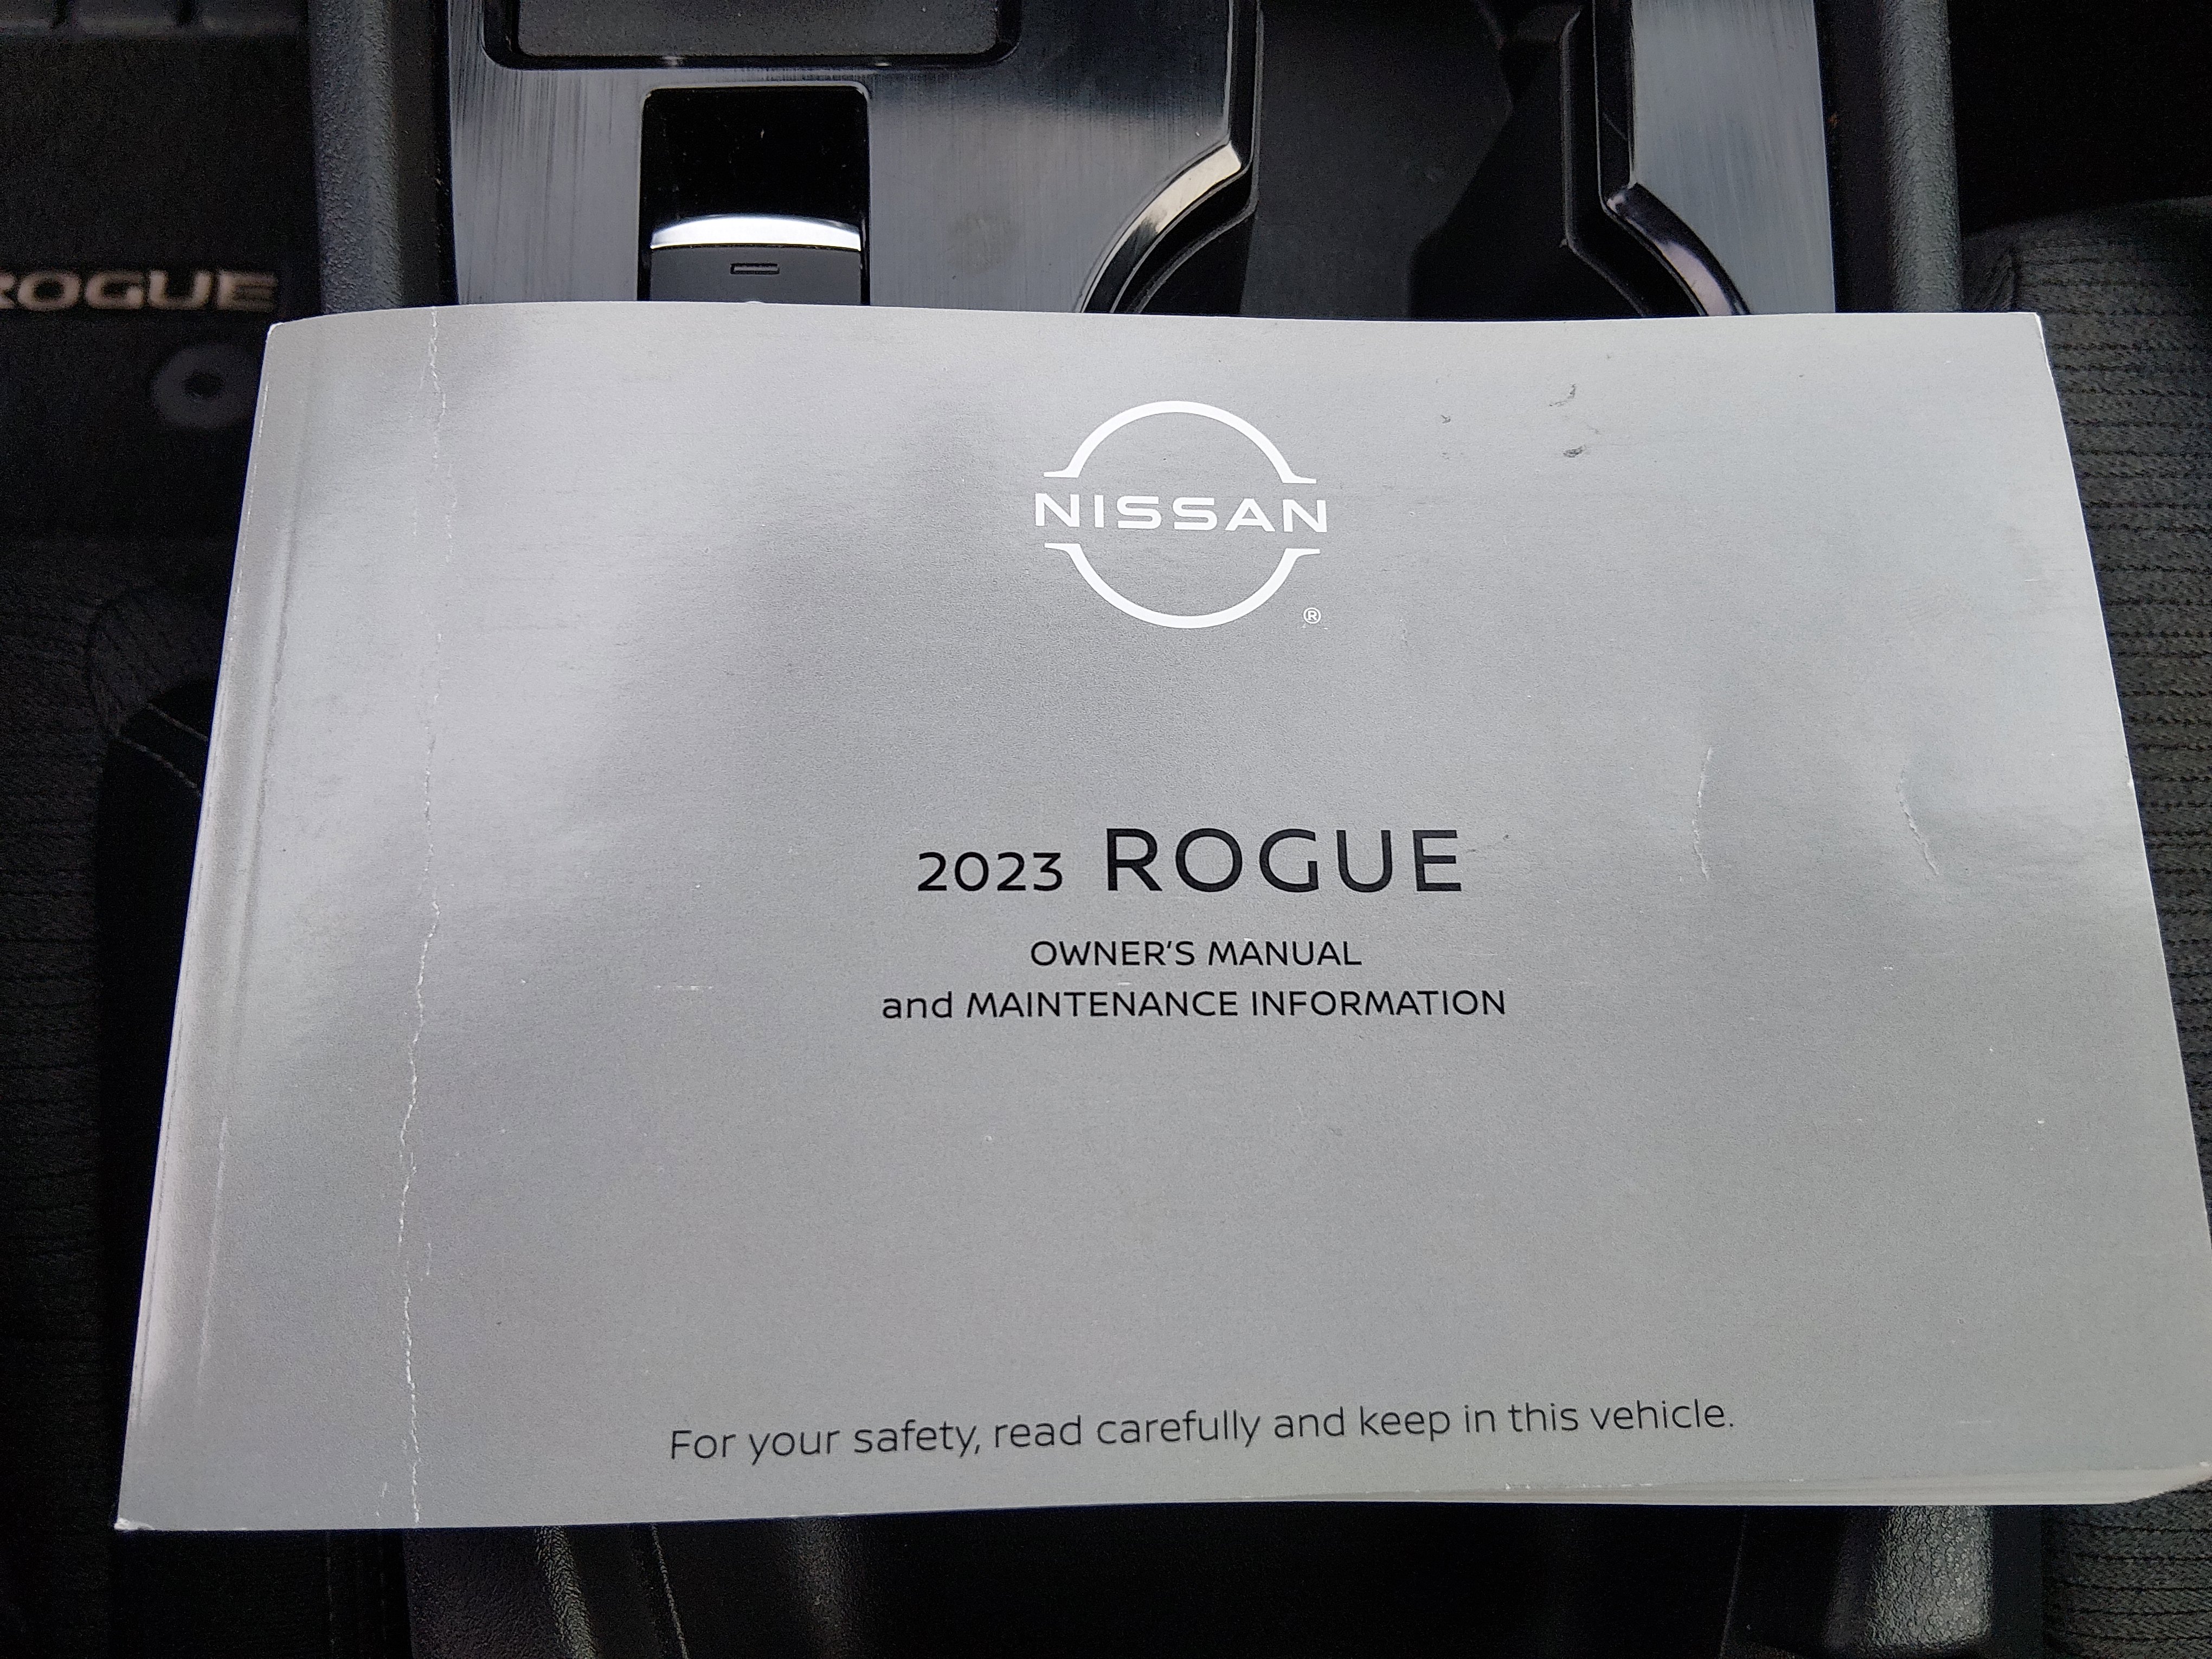 ROGUE
NISSAN
®
2023 ROGUE
OWNER'S MANUAL
and MAINTENANCE INFORMATION
For your safety, read carefully and keep in this vehicle.